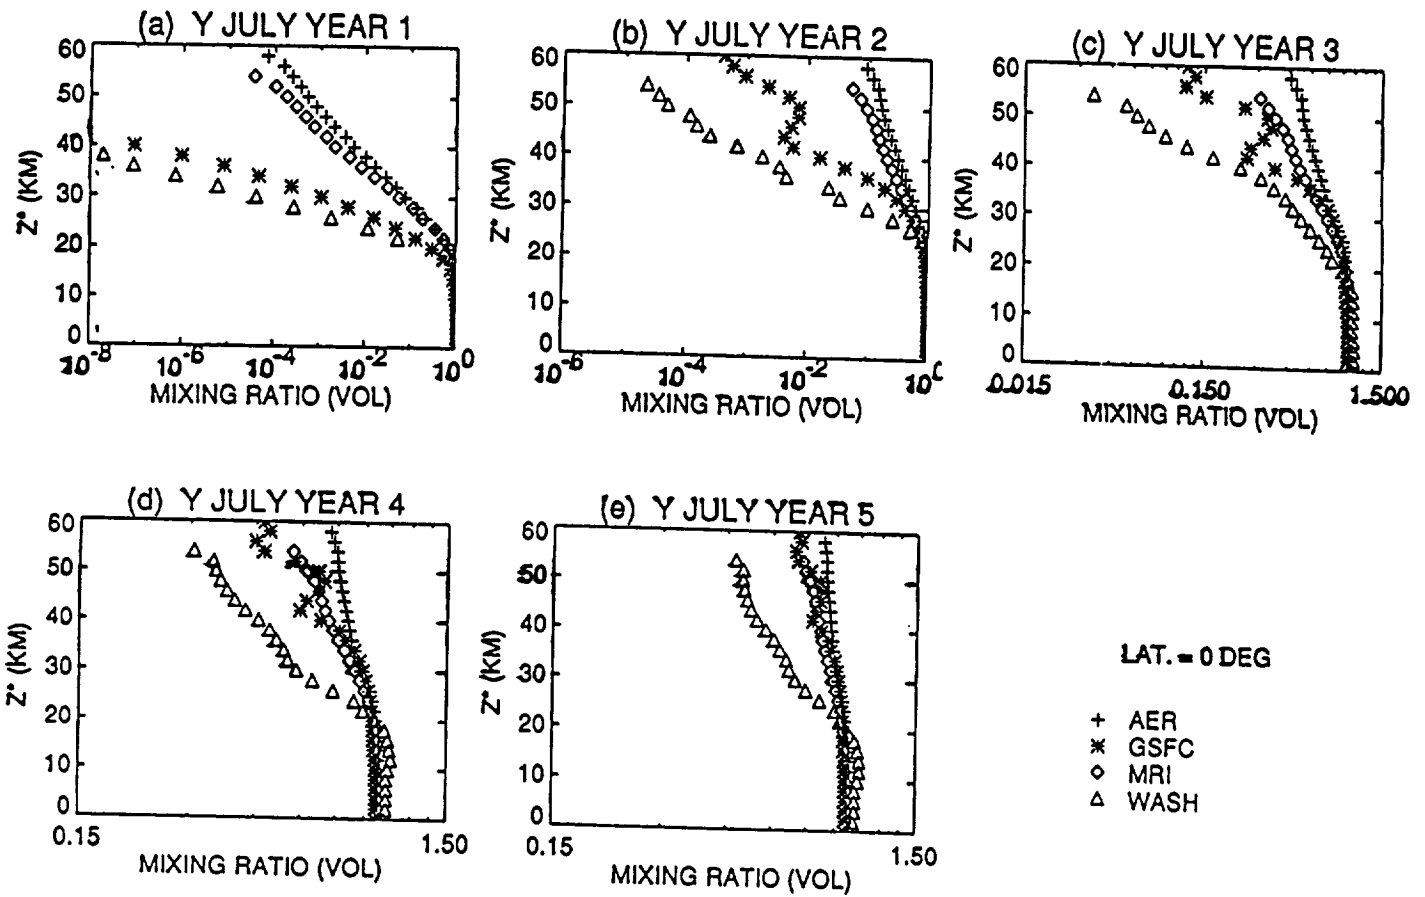 (a) Y JULY YEAR 1
60
50
40
30
20
10
0
Z* (KM)
10-8 10-6 10-4 10-2 100
MIXING RATIO (VOL)
(b) Y JULY YEAR 2
60
50
40
30
20
10
0
Z* (KM)
10-6 10-4 10-2
MIXING RATIO (VOL)
(c) Y JULY YEAR 3
60
50
40
30
20
10
0
Z* (KM)
0.015 0.150 1.500
MIXING RATIO (VOL)
(d) Y JULY YEAR 4
60
50
40
30
20
10
0
Z* (KM)
0.15 1.50
MIXING RATIO (VOL)
(e) Y JULY YEAR 5
60
50
40
30
20
10
0
Z* (KM)
0.15 1.50
MIXING RATIO (VOL)
LAT. = 0 DEG
+ AER
GSFC
MRI
WASH